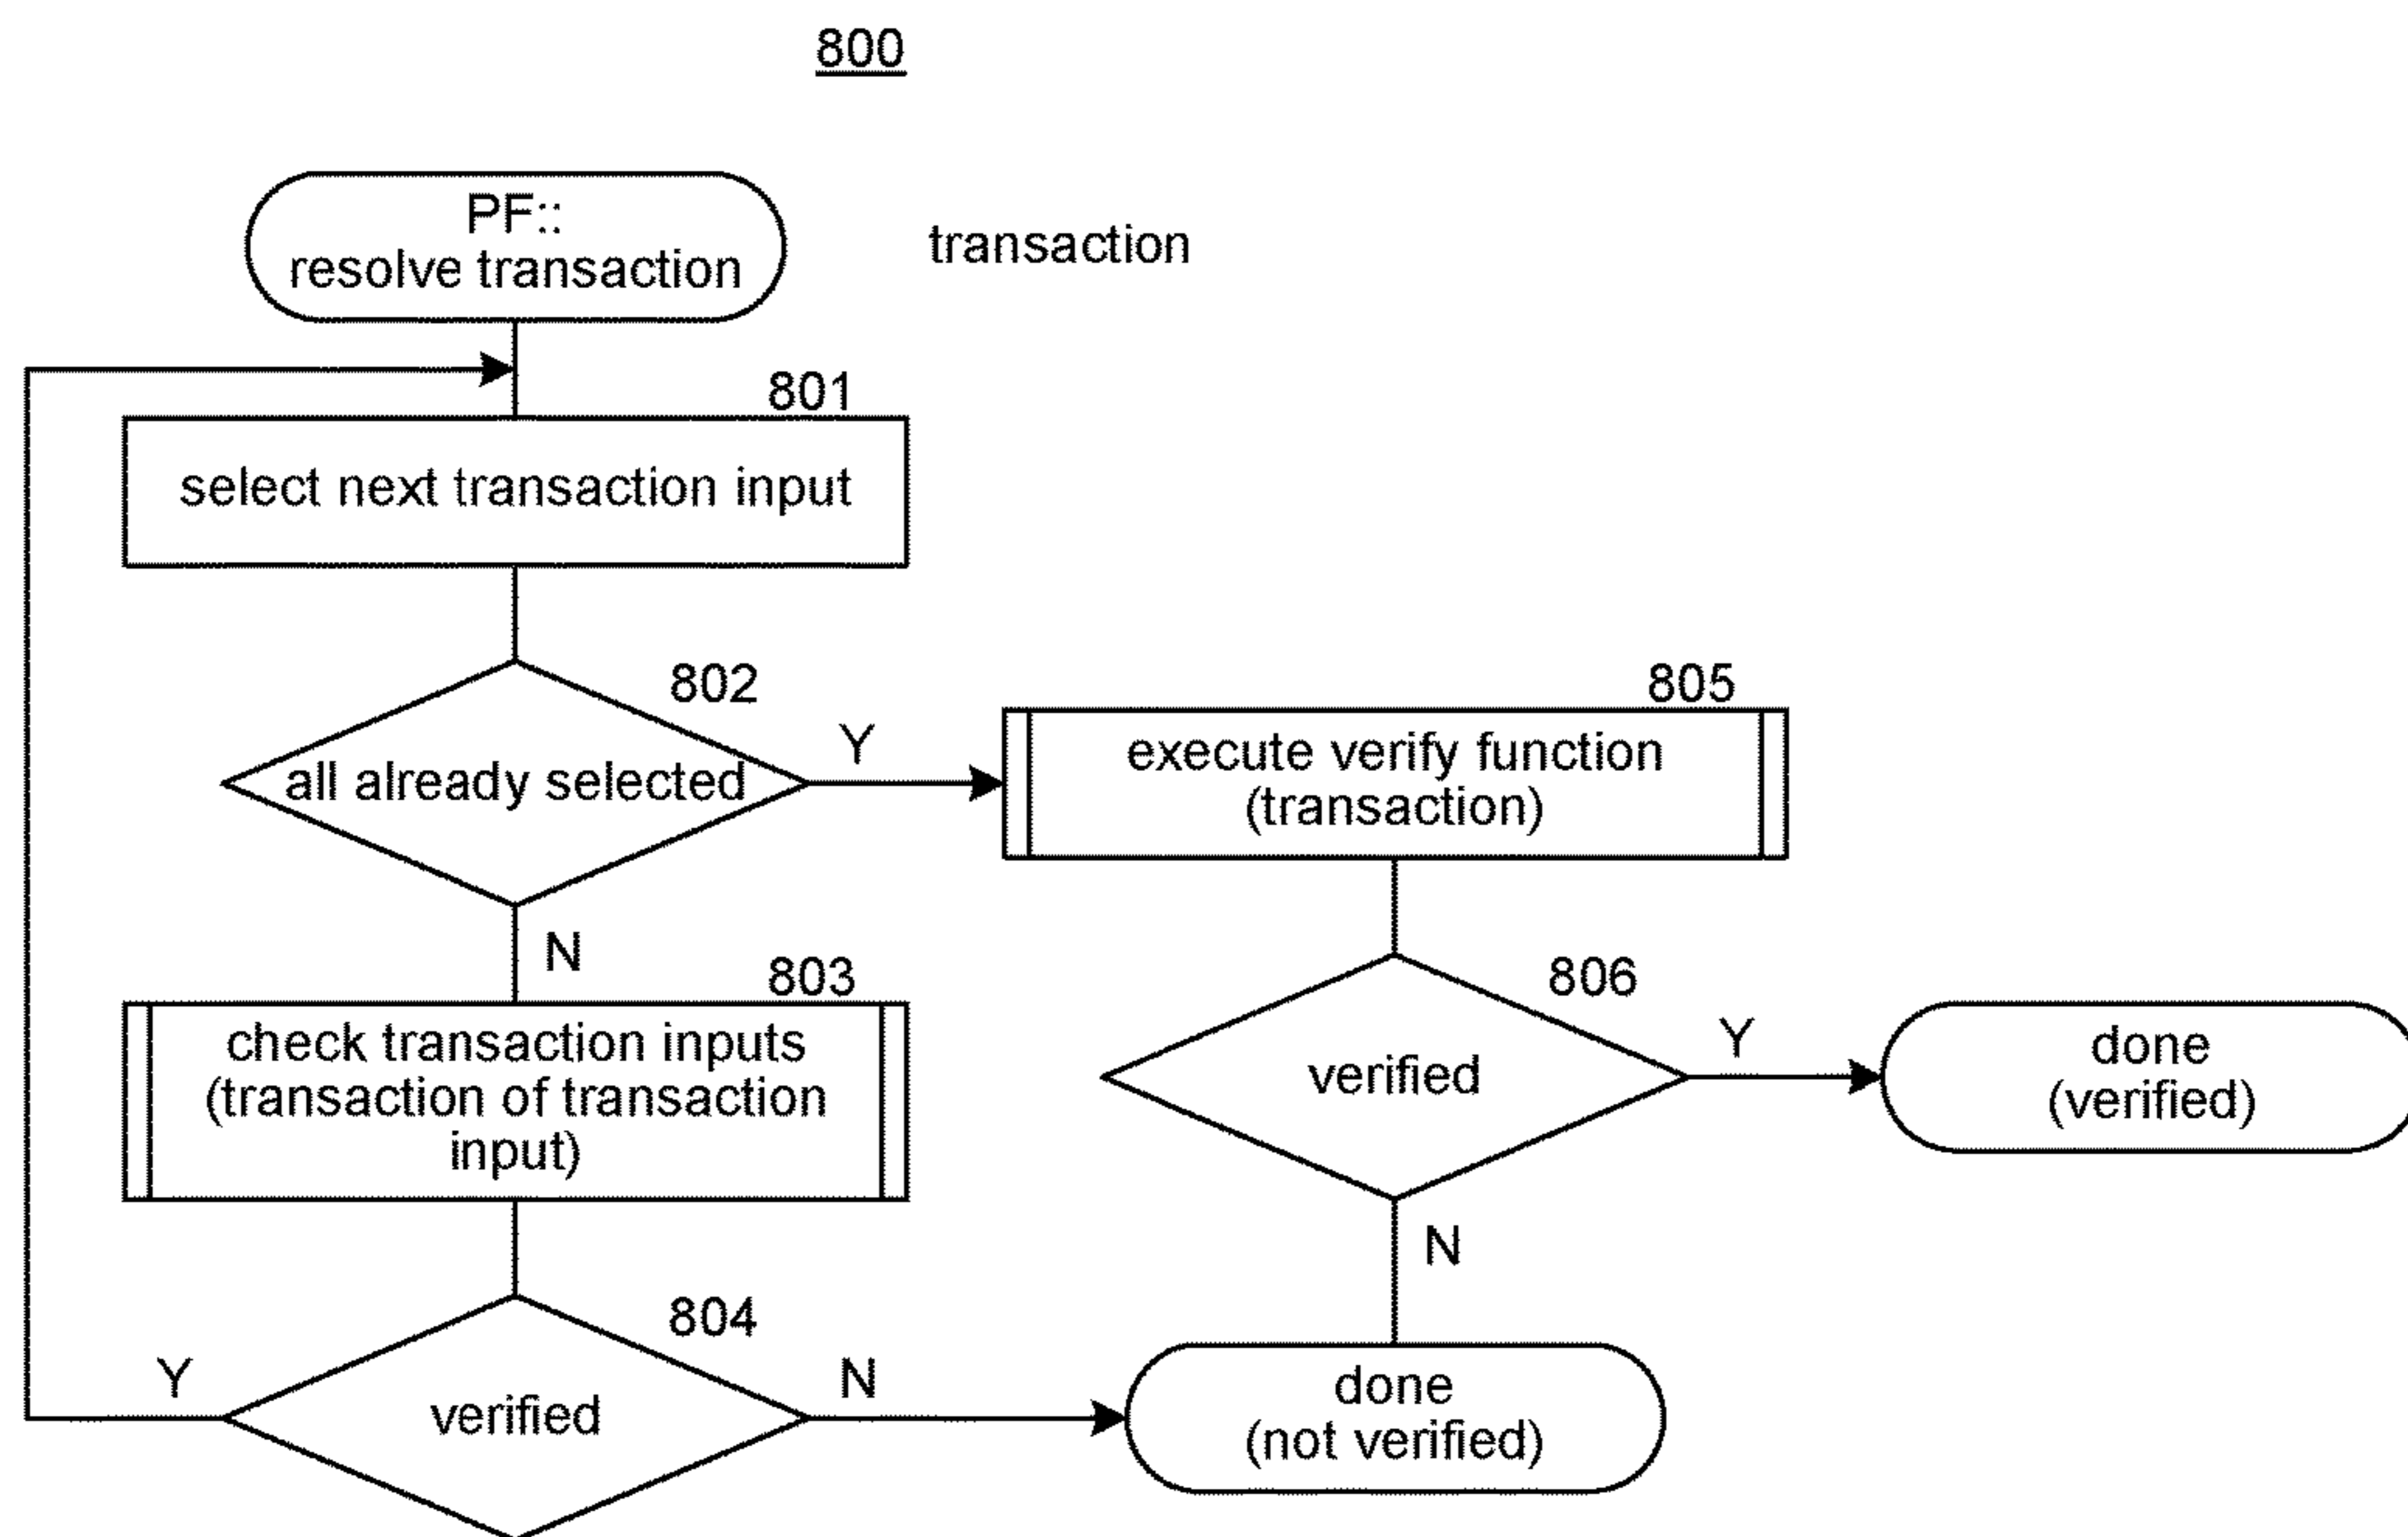 800
PF::
resolve transaction
transaction
801
select next transaction input
802
all already selected
Y
805
execute verify function
(transaction)
N
803
check transaction inputs
(transaction of transaction
input)
806
verified
Y
done
(verified)
N
804
verified
Y
N
done
(not verified)